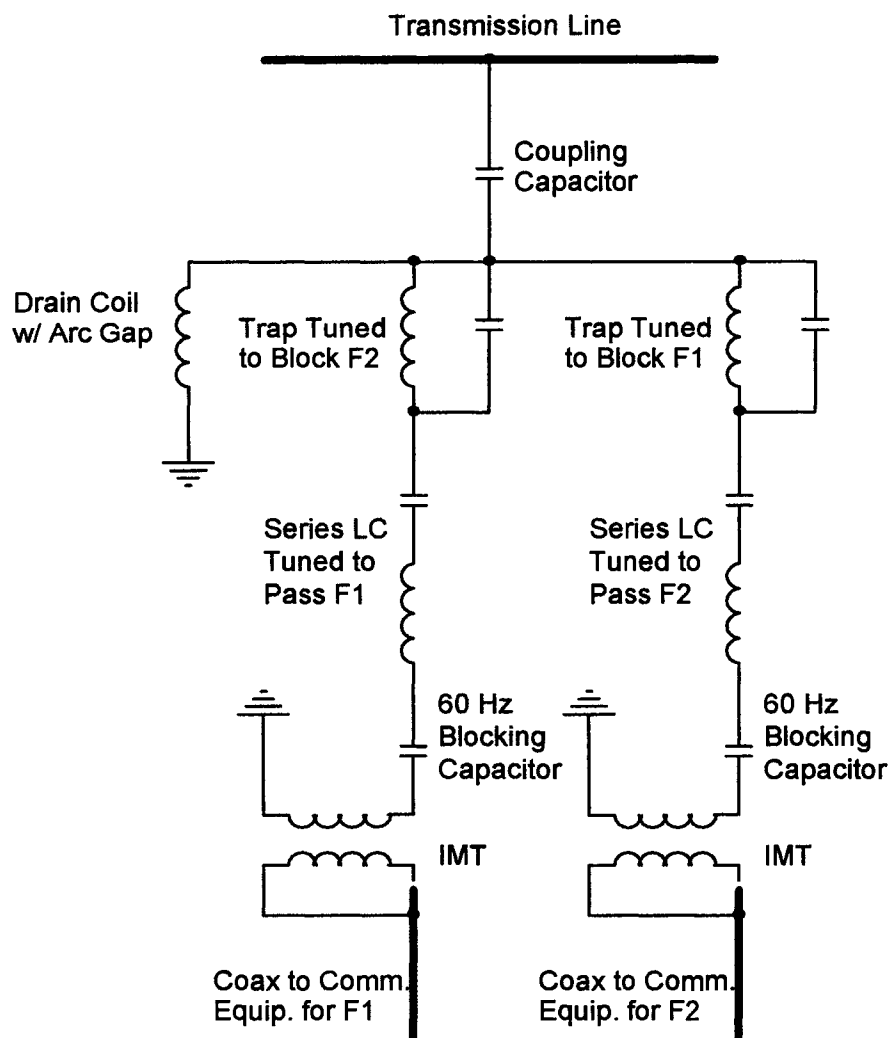 Transmission Line
Coupling
Capacitor
Drain Coil
w/ Arc Gap
Trap Tuned
to Block F2
Trap Tuned
to Block F1
Series LC
Tuned to
Pass F1
Series LC
Tuned to
Pass F2
60 Hz
Blocking
Capacitor
60 Hz
Blocking
Capacitor
IMT
IMT
Coax to Comm.
Equip. for F1
Coax to Comm.
Equip. for F2